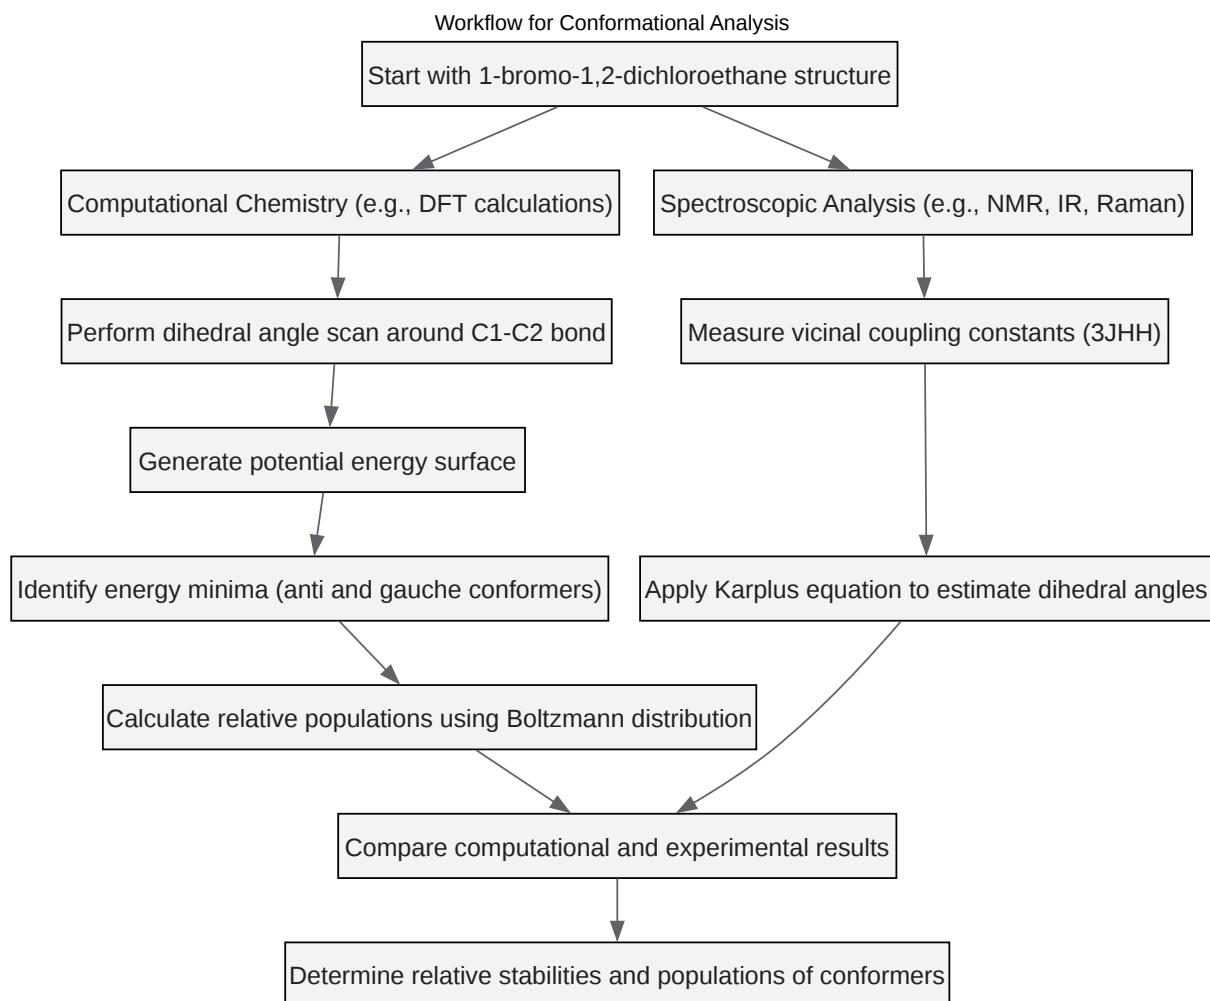 Workflow for Conformational Analysis
Start with 1-bromo-1,2-dichloroethane structure
Computational Chemistry (e.g., DFT calculations)
Spectroscopic Analysis (e.g., NMR, IR, Raman)
Perform dihedral angle scan around C1-C2 bond
Measure vicinal coupling constants (3JHH)
Generate potential energy surface
Identify energy minima (anti and gauche conformers)
Apply Karplus equation to estimate dihedral angles
Calculate relative populations using Boltzmann distribution
Compare computational and experimental results
Determine relative stabilities and populations of conformers